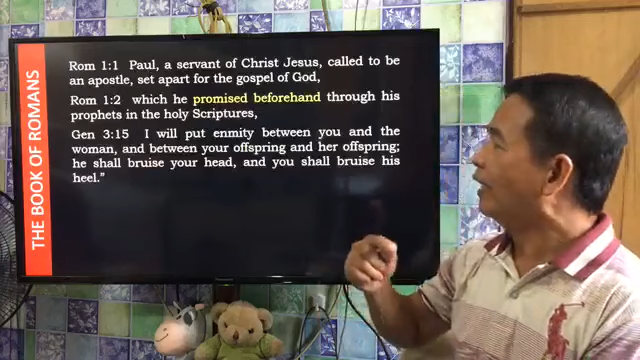 THE BOOK OF ROMANS
Rom 1:1 Paul, a servant of Christ Jesus, called to be
an apostle, set apart for the gospel of God,
Rom 1:2 which he promised beforehand through his
prophets in the holy Scriptures,
Gen 3:15 I will put enmity between you and the
woman, and between your offspring and her offspring;
he shall bruise your head, and you shall bruise his
heel.”